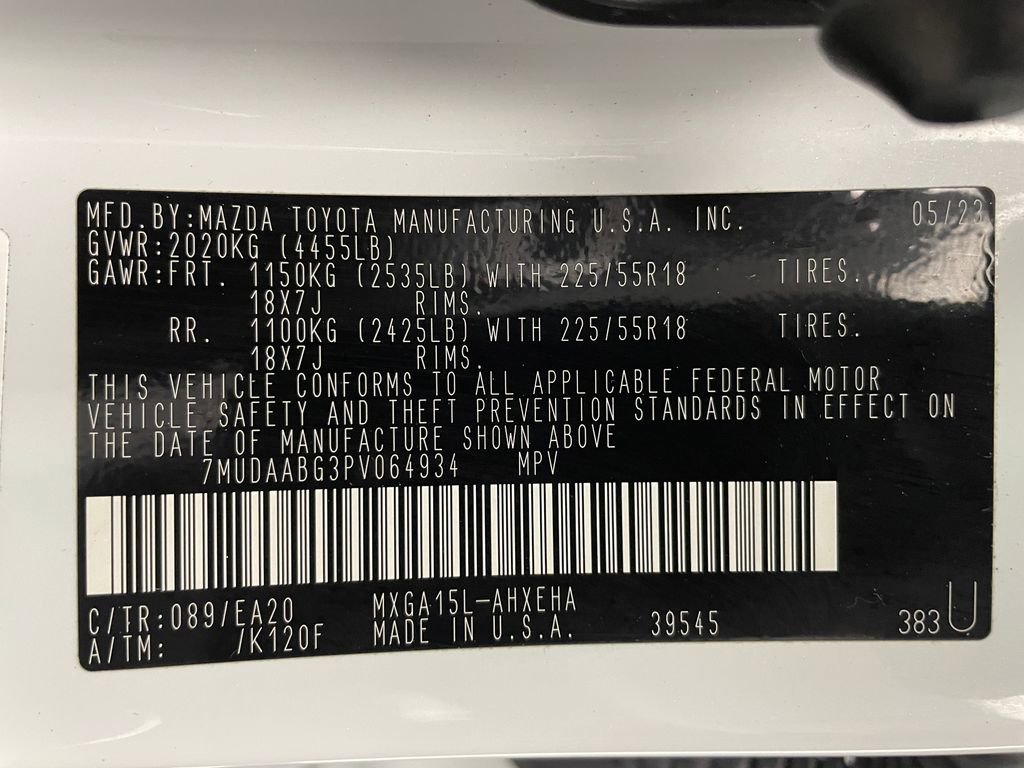 MFD.BY:MAZDA TOYOTA MANUFACTURING U.S.A. INC. 05/23
GVWR:2020KG (4455LB)
GAWR:FRT. 1150KG (2535LB) WITH 225/55R18 TIRES.
18X7J RIMS.
RR. 1100KG (2425LB) WITH 225/55R18 TIRES.
18X7J RIMS.
THIS VEHICLE CONFORMS TO ALL APPLICABLE FEDERAL MOTOR
VEHICLE SAFETY AND THEFT PREVENTION STANDARDS IN EFFECT ON
THE DATE OF MANUFACTURE SHOWN ABOVE
7MUDAABG3PV064934 MPV
C/TR:089/EA20 MXGA15L-AHXEHA
A/TM: /K120F MADE IN U.S.A. 39545 383 U